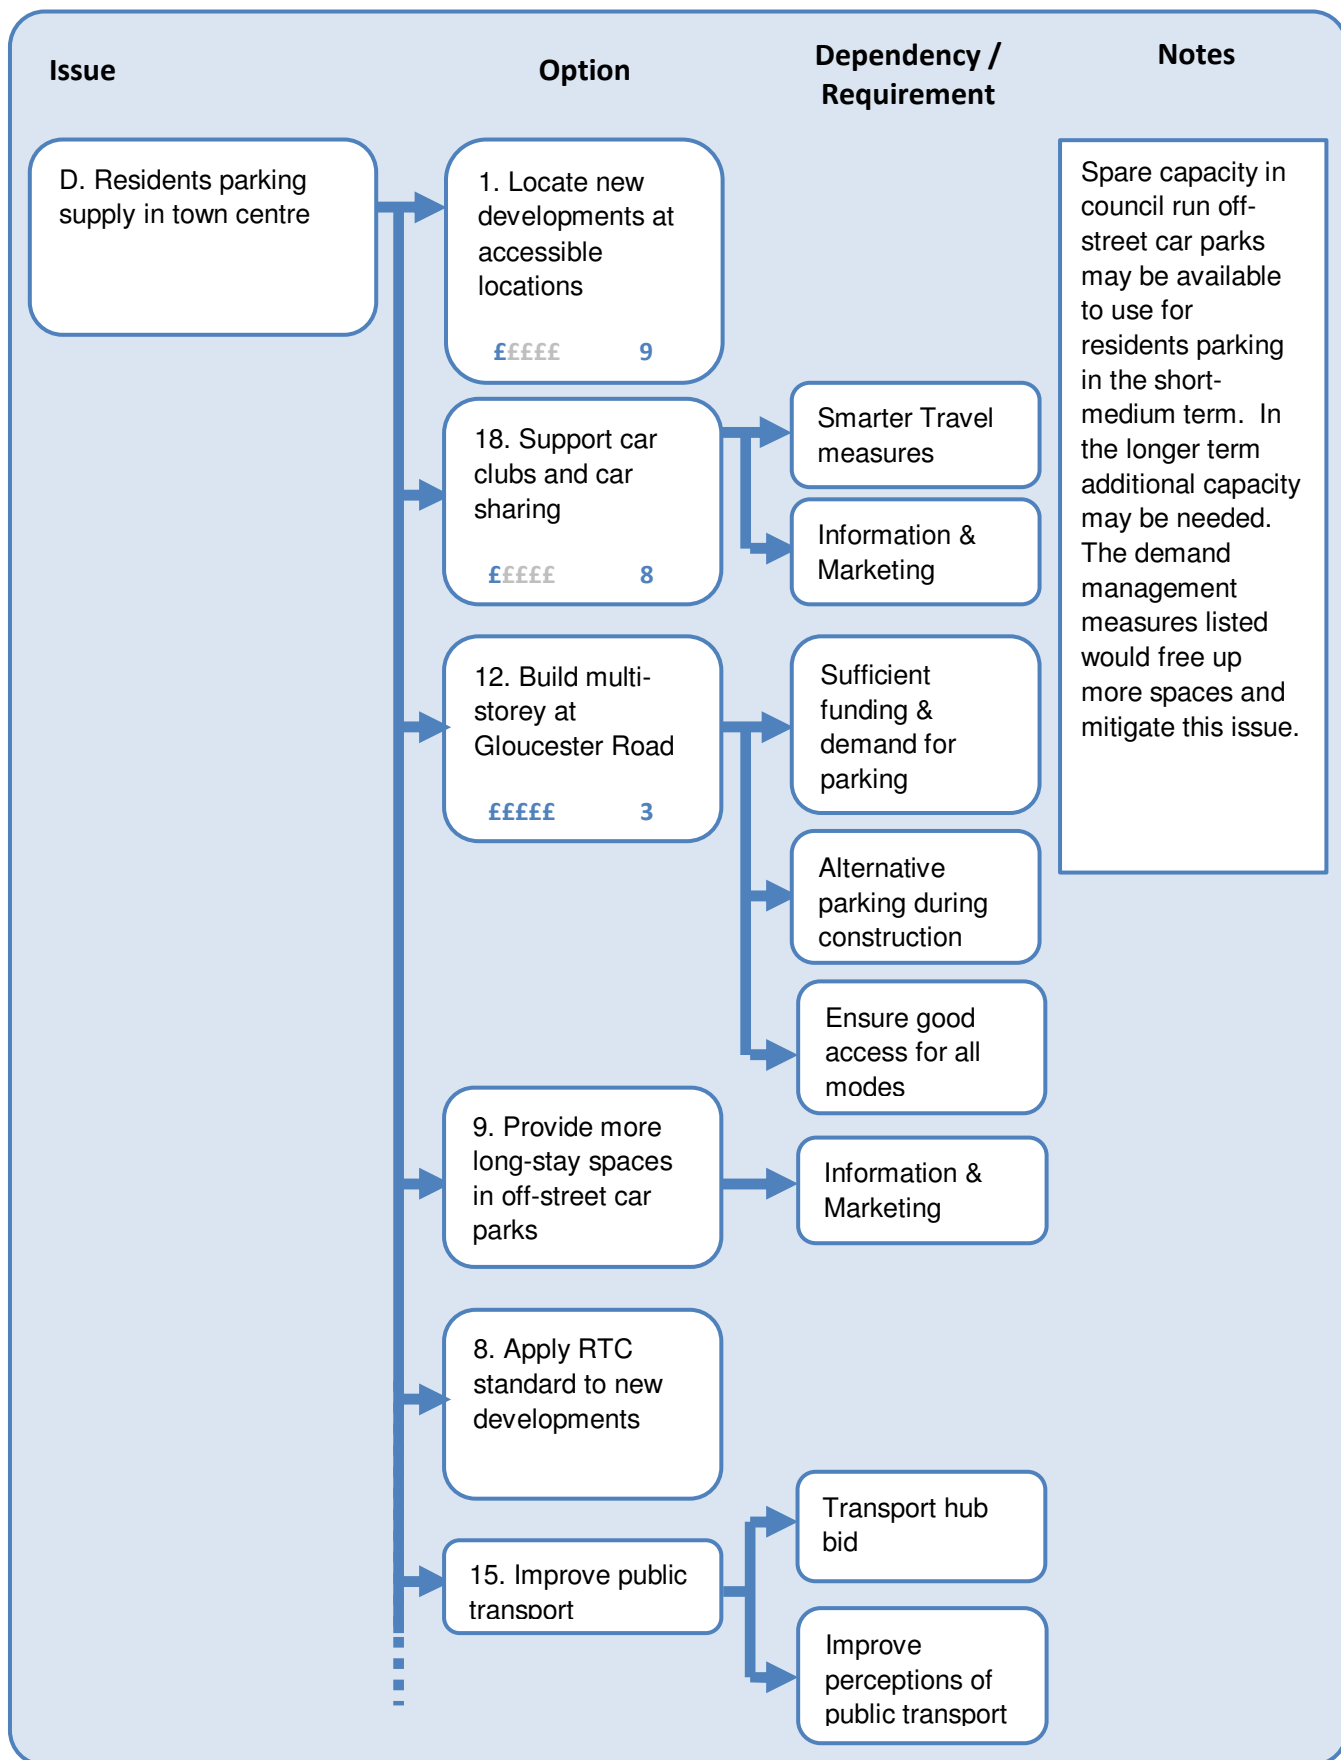 Issue
Option
Dependency /
Requirement
Notes
D. Residents parking
supply in town centre
1. Locate new
developments at
accessible
locations
£££££ 9
18. Support car
clubs and car
sharing
£££££ 8
Smarter Travel
measures
Information &
Marketing
12. Build multi-
storey at
Gloucester Road
£££££ 3
Sufficient
funding &
demand for
parking
Alternative
parking during
construction
Ensure good
access for all
modes
9. Provide more
long-stay spaces
in off-street car
parks
Information &
Marketing
8. Apply RTC
standard to new
developments
15. Improve public
transport
Transport hub
bid
Improve
perceptions of
public transport
Spare capacity in
council run off-
street car parks
may be available
to use for
residents parking
in the short-
medium term.  In
the longer term
additional capacity
may be needed.
The demand
management
measures listed
would free up
more spaces and
mitigate this issue.